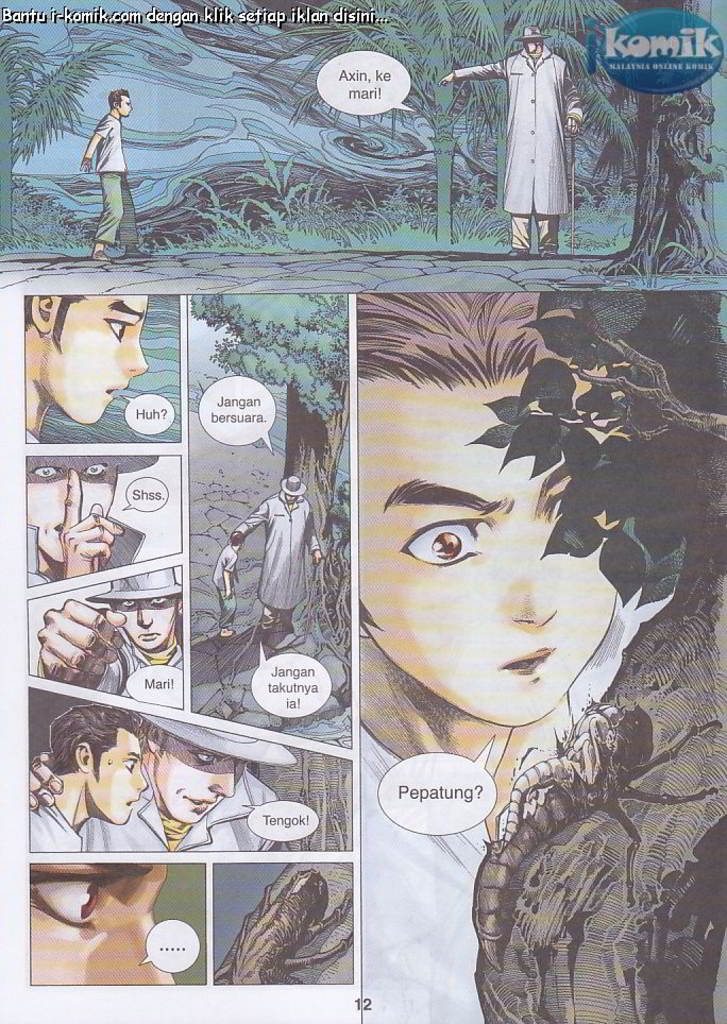 Bantu i-komik.com dengan klik setiap iklan disini...
ikomik
MALAYSIA ONLINE KOMIK
Axin, ke
mari!
Huh?
Jangan
bersuara.
Shss.
Mari!
Jangan
takutnya
ia!
Tengok!
.....
Pepatung?
12